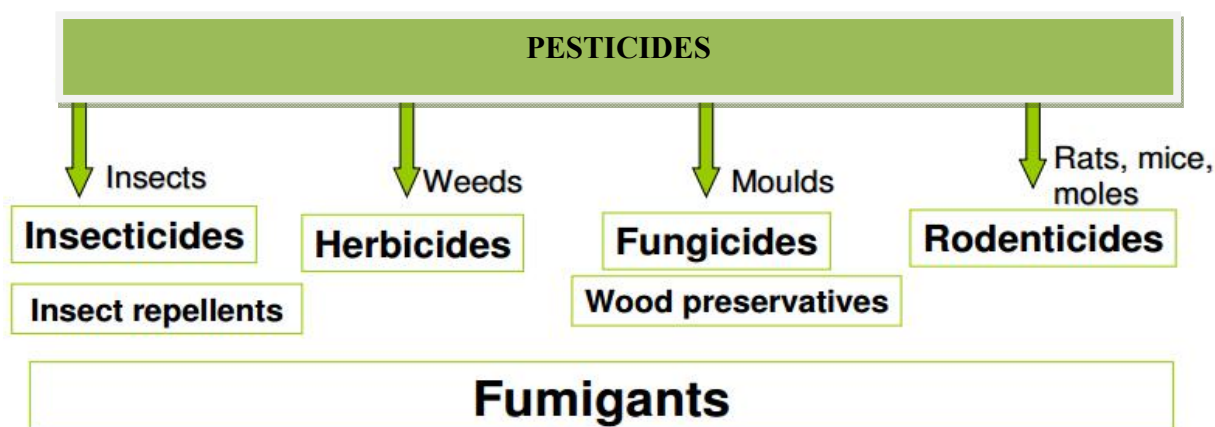 PESTICIDES
Insects
Weeds
Moulds
Rats, mice,
moles
Insecticides
Herbicides
Fungicides
Rodenticides
Insect repellents
Wood preservatives
Fumigants